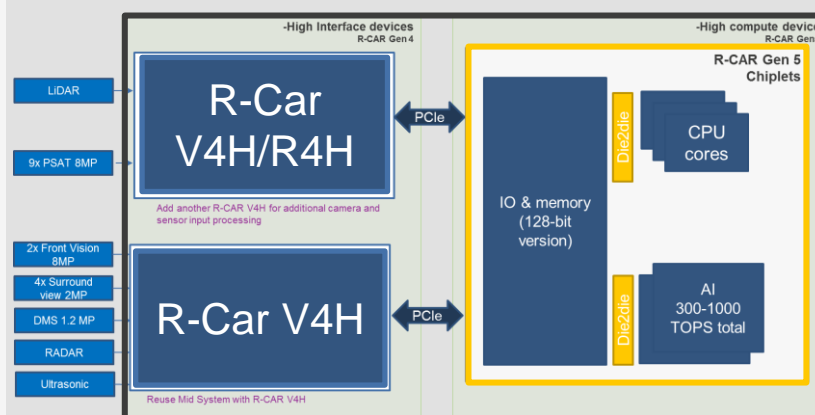 -High Interface devices
R-CAR Gen 4
-High compute device
R-CAR Gen
R-CAR Gen 5
Chiplets
LiDAR
9x PSAT 8MP
R-Car
V4H/R4H
PCIe
Add another R-CAR V4H for additional camera and
sensor input processing
IO & memory
(128-bit
version)
Die2die
CPU
cores
2x Front Vision
8MP
4x Surround
view 2MP
DMS 1.2 MP
RADAR
Ultrasonic
R-Car V4H
PCIe
Reuse Mid System with R-CAR V4H
Die2die
AI
300-1000
TOPS total